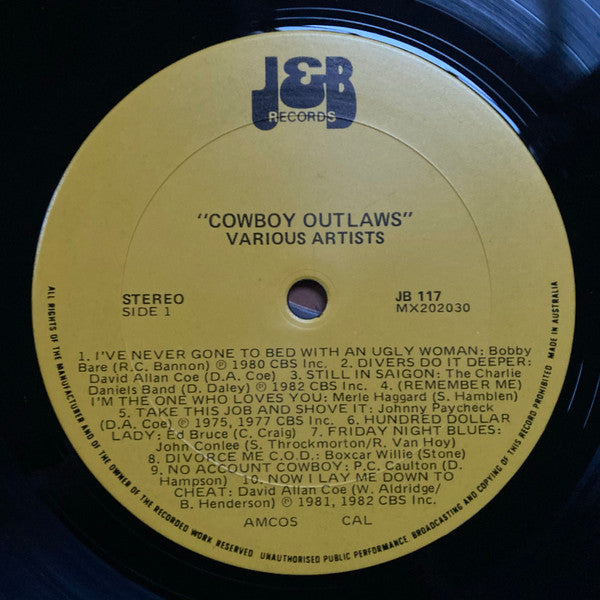 J&B
RECORDS
"COWBOY OUTLAWS"
VARIOUS ARTISTS
STEREO
SIDE 1
JB 117
MX202030
1. I'VE NEVER GONE TO BED WITH AN UGLY WOMAN: Bobby
Bare (R.C. Bannon) ℗ 1980 CBS Inc. 2. DIVERS DO IT DEEPER:
David Allan Coe (D.A. Coe) 3. STILL IN SAIGON: The Charlie
Daniels Band (D. Daley) ℗ 1982 CBS Inc. 4. (REMEMBER ME)
I'M THE ONE WHO LOVES YOU: Merle Haggard (S. Hamblen)
5. TAKE THIS JOB AND SHOVE IT: Johnny Paycheck
(D.A. Coe) ℗ 1975, 1977 CBS Inc. 6. HUNDRED DOLLAR
LADY: Ed Bruce (C. Craig) 7. FRIDAY NIGHT BLUES:
John Conlee (S. Throckmorton/R. Van Hoy)
8. DIVORCE ME C.O.D.: Boxcar Willie (Stone)
9. NO ACCOUNT COWBOY: P.C. Caulton (D.
Hampson) 10. NOW I LAY ME DOWN TO
CHEAT: David Allan Coe (W. Aldridge/
B. Henderson) ℗ 1981, 1982 CBS Inc.
AMCOS CAL
ALL RIGHTS OF THE MANUFACTURER AND OF THE OWNER OF THE RECORDED WORK RESERVED UNAUTHORISED PUBLIC PERFORMANCE, BROADCASTING AND COPYING OF THIS RECORD PROHIBITED MADE IN AUSTRALIA